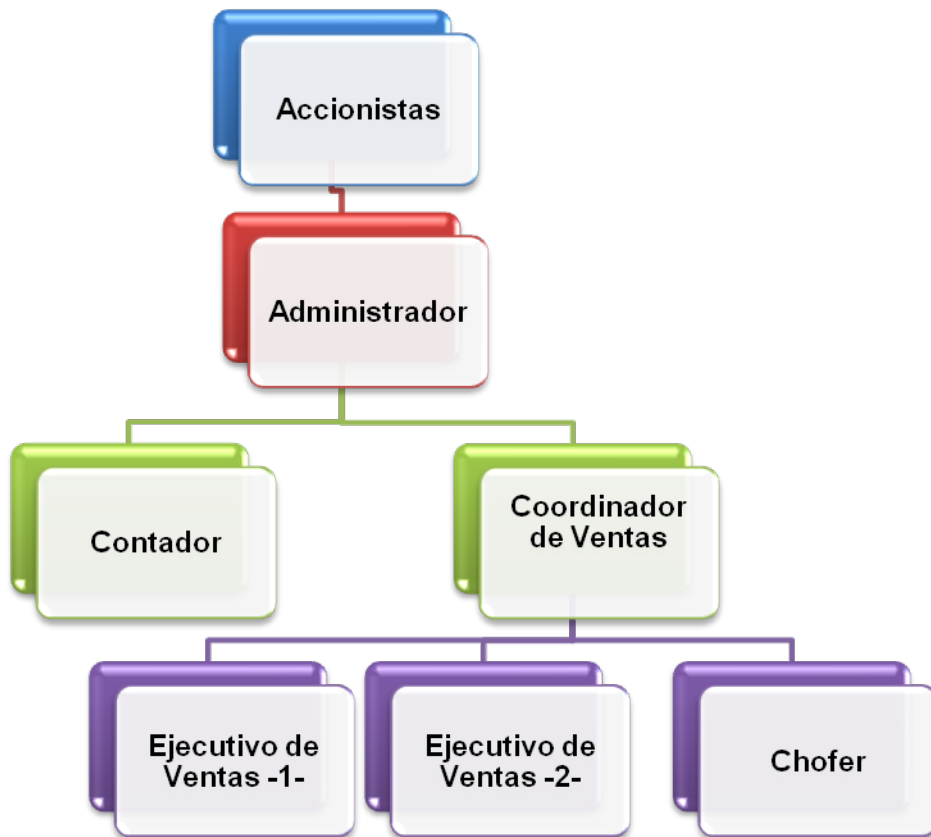 Accionistas
Administrador
Contador
Coordinador
de Ventas
Ejecutivo de
Ventas -1-
Ejecutivo de
Ventas -2-
Chofer